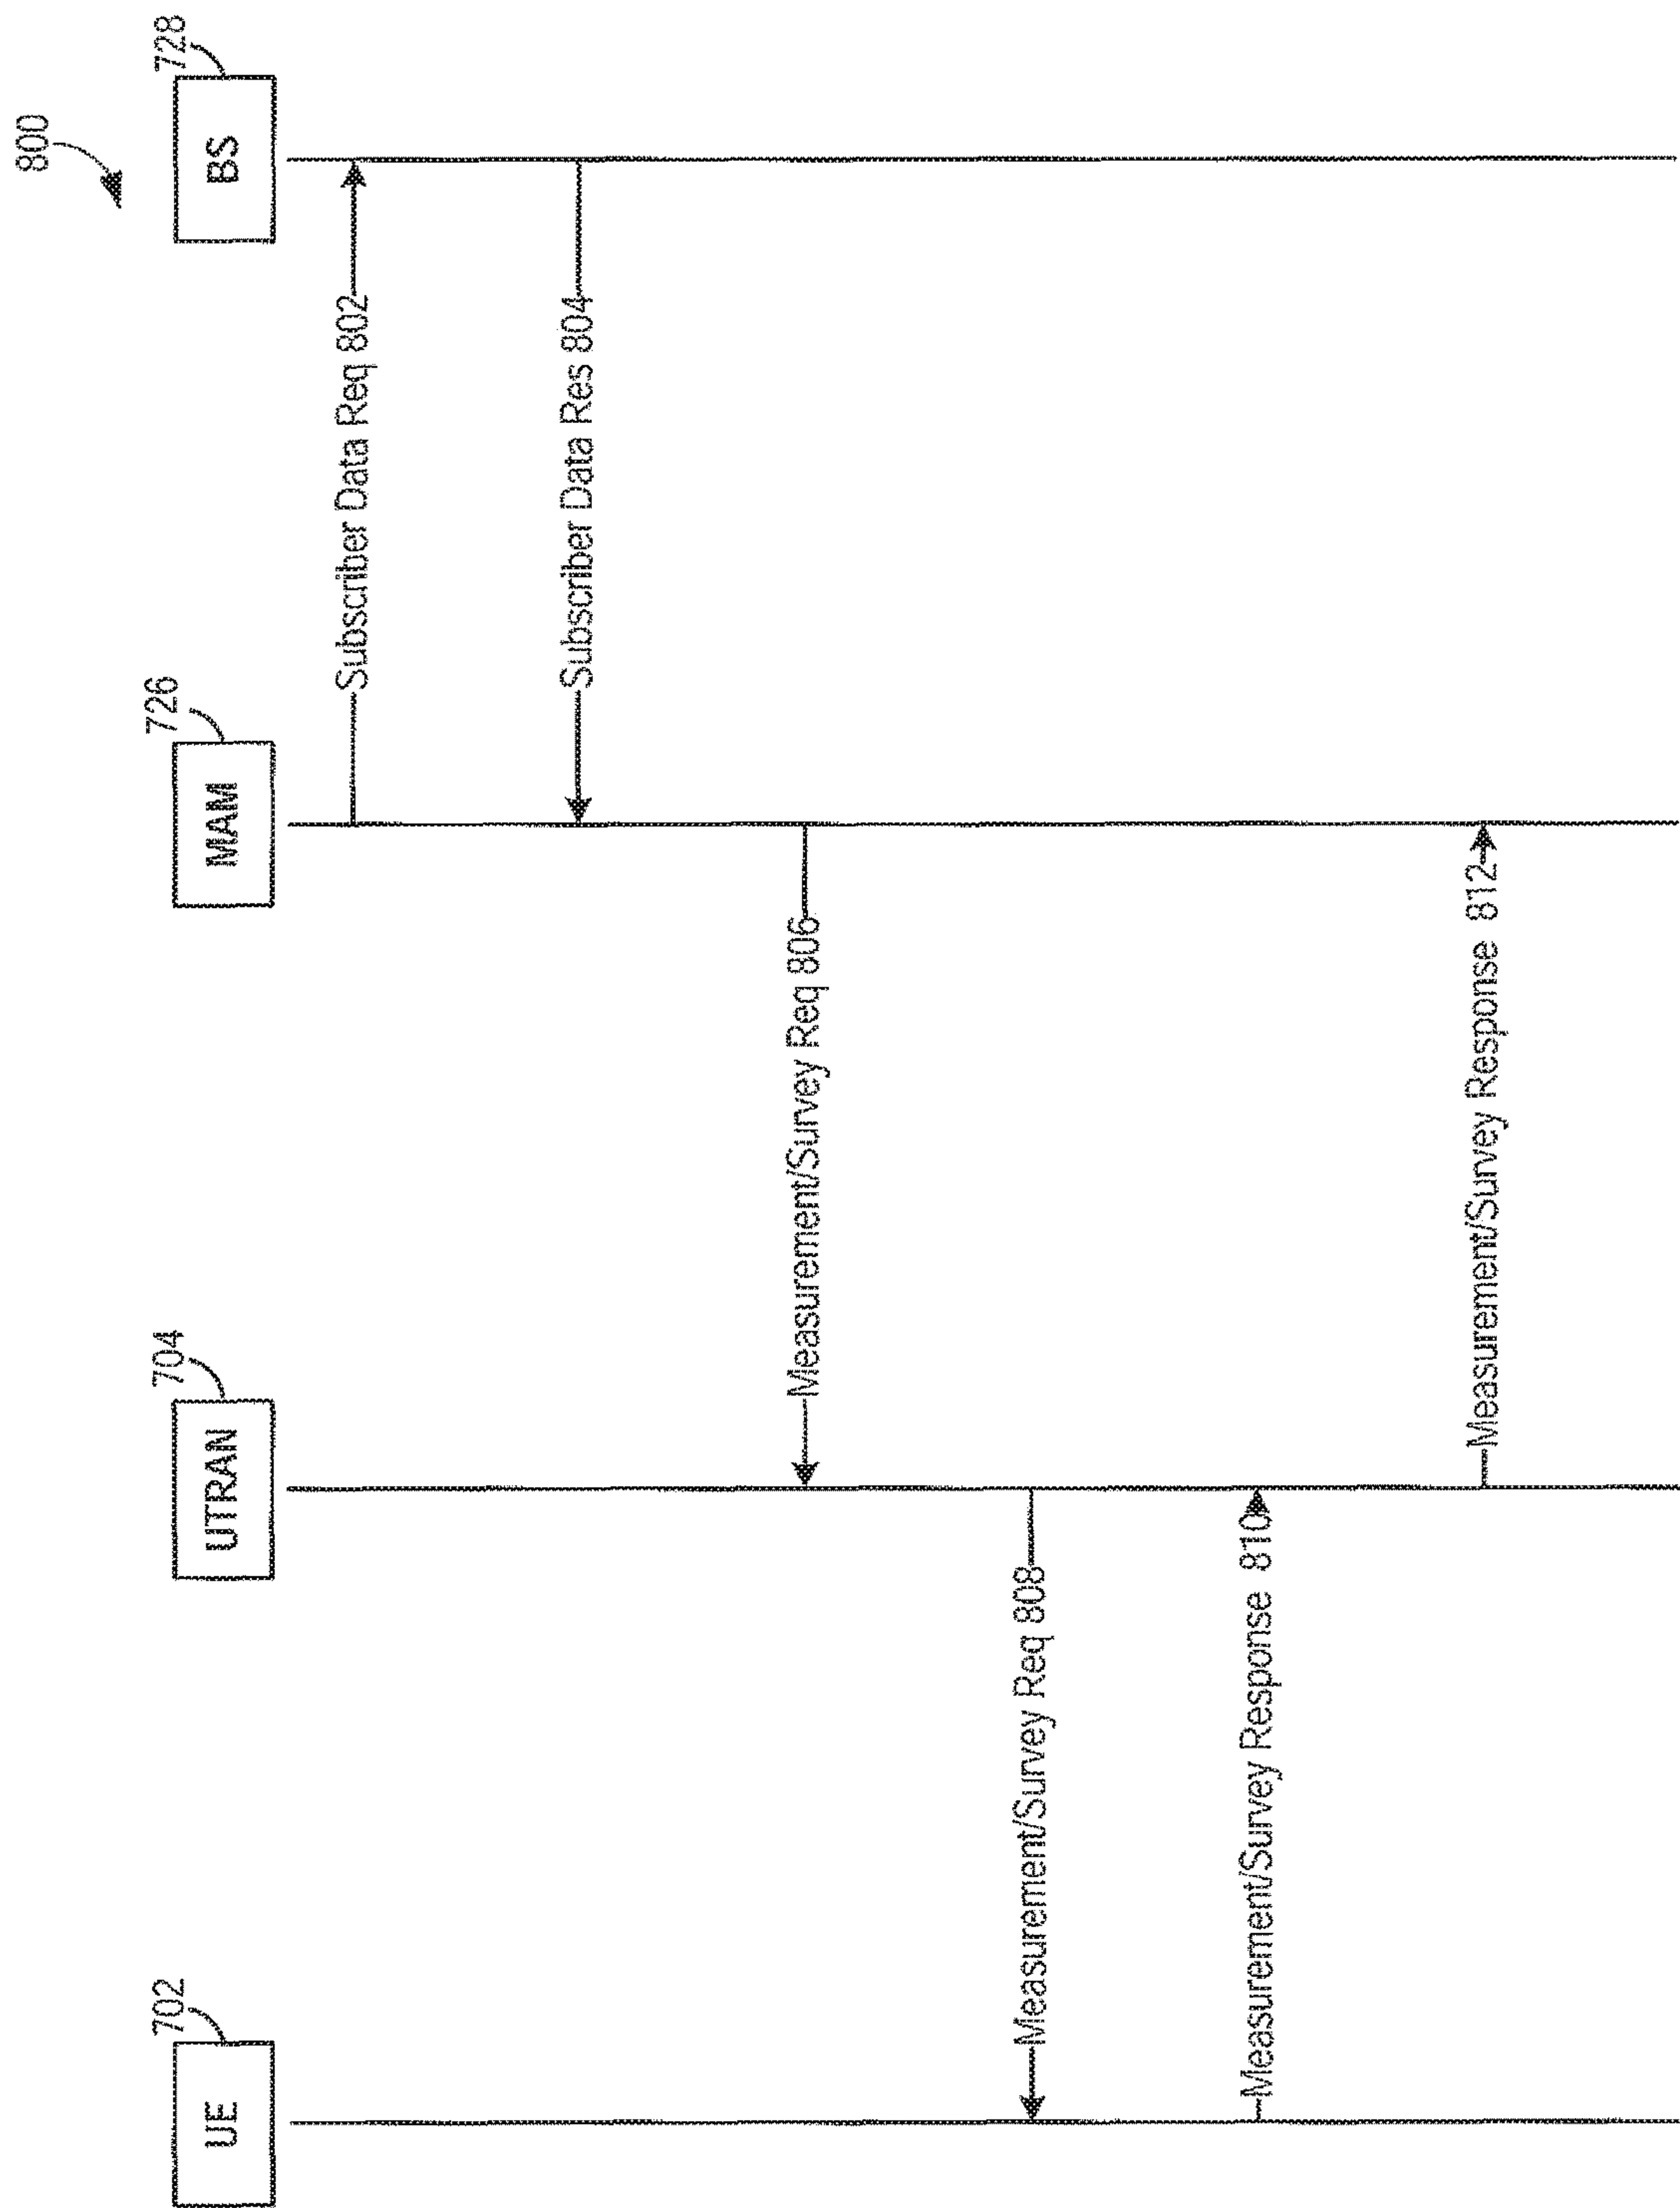 800
702
704
726
728
UE
UTRAN
MAM
BS
Subscriber Data Req 802
Subscriber Data Res 804
Measurement/Survey Req 806
Measurement/Survey Req 808
Measurement/Survey Response 810
Measurement/Survey Response 812